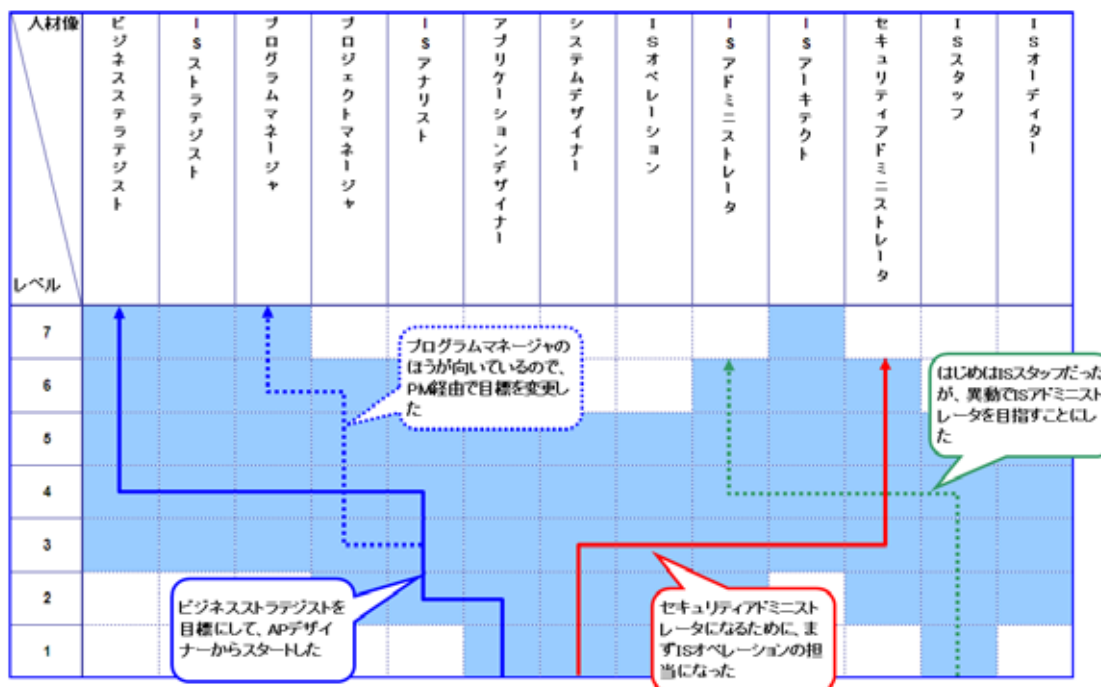 人材像
レベル
ビジネスステラテジスト
ISストラテジスト
プログラムマネージャ
プロジェクトマネージャ
ISアナリスト
アプリケーションデザイナー
システムデザイナー
ISオペレーション
ISアドミニストレータ
ISアーキテクト
セキュリティアドミニストレータ
ISスタッフ
ISオーディター
7
6
5
4
3
2
1
プログラムマネージャの
ほうが向いているので、
PM経由で目標を変更し
た
はじめはISスタッフだった
が、異動でISアドミニスト
レータを目指すことにし
た
ビジネスストラテジストを
目標にして、APデザイ
ナーからスタートした
セキュリティアドミニスト
レータになるために、ま
ずISオペレーションの担
当になった